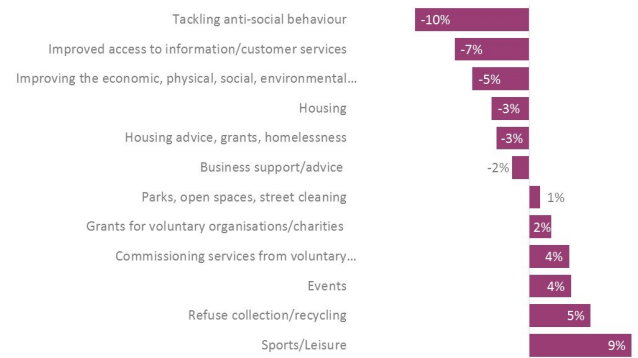 Tackling anti-social behaviour -10%
Improved access to information/customer services -7%
Improving the economic, physical, social, environmental... -5%
Housing -3%
Housing advice, grants, homelessness -3%
Business support/advice -2%
Parks, open spaces, street cleaning 1%
Grants for voluntary organisations/charities 2%
Commissioning services from voluntary... 4%
Events 4%
Refuse collection/recycling 5%
Sports/Leisure 9%